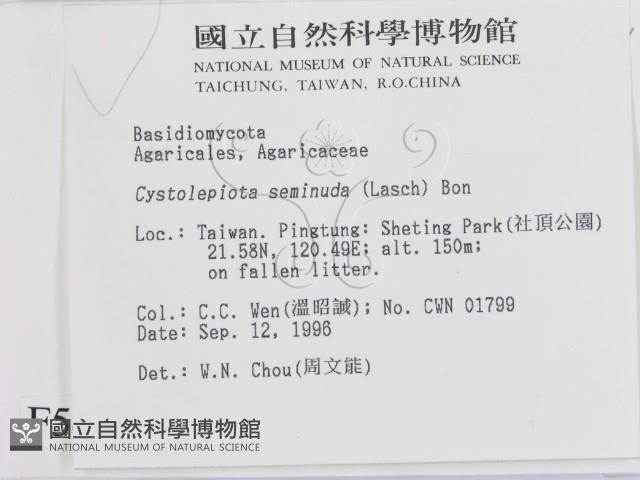 國立自然科學博物館
NATIONAL MUSEUM OF NATURAL SCIENCE
TAICHUNG, TAIWAN, R.O.CHINA
Basidiomycota
Agaricales, Agaricaceae
Cystolepiota seminuda (Lasch) Bon
Loc.: Taiwan. Pingtung: Sheting Park(社頂公園)
21.58N, 120.49E; alt. 150m;
on fallen litter.
Col.: C.C. Wen(溫昭誠); No. CWN 01799
Date: Sep. 12, 1996
Det.: W.N. Chou(周文能)
國立自然科學博物館
NATIONAL MUSEUM OF NATURAL SCIENCE